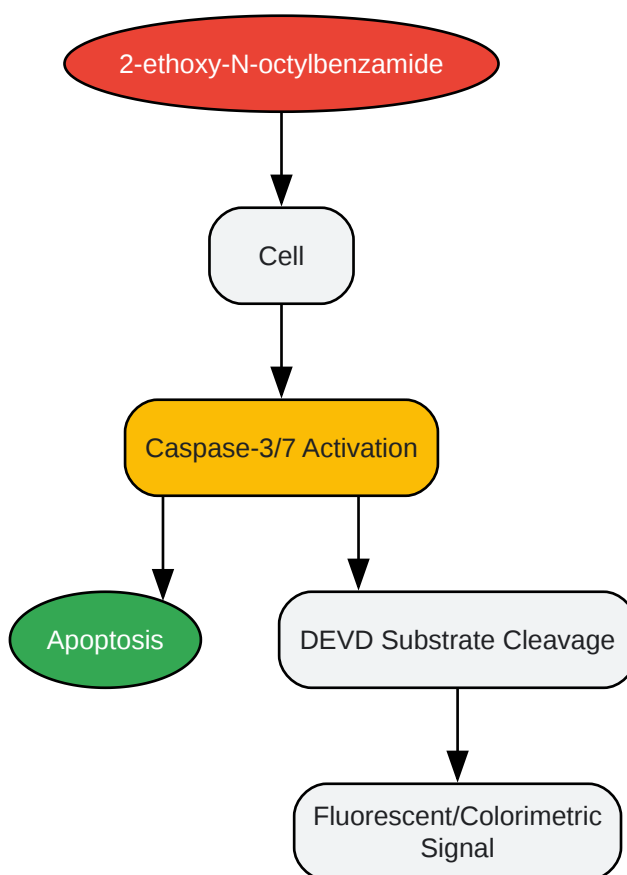 2-ethoxy-N-octylbenzamide
Cell
Caspase-3/7 Activation
Apoptosis
DEVD Substrate Cleavage
Fluorescent/Colorimetric
Signal